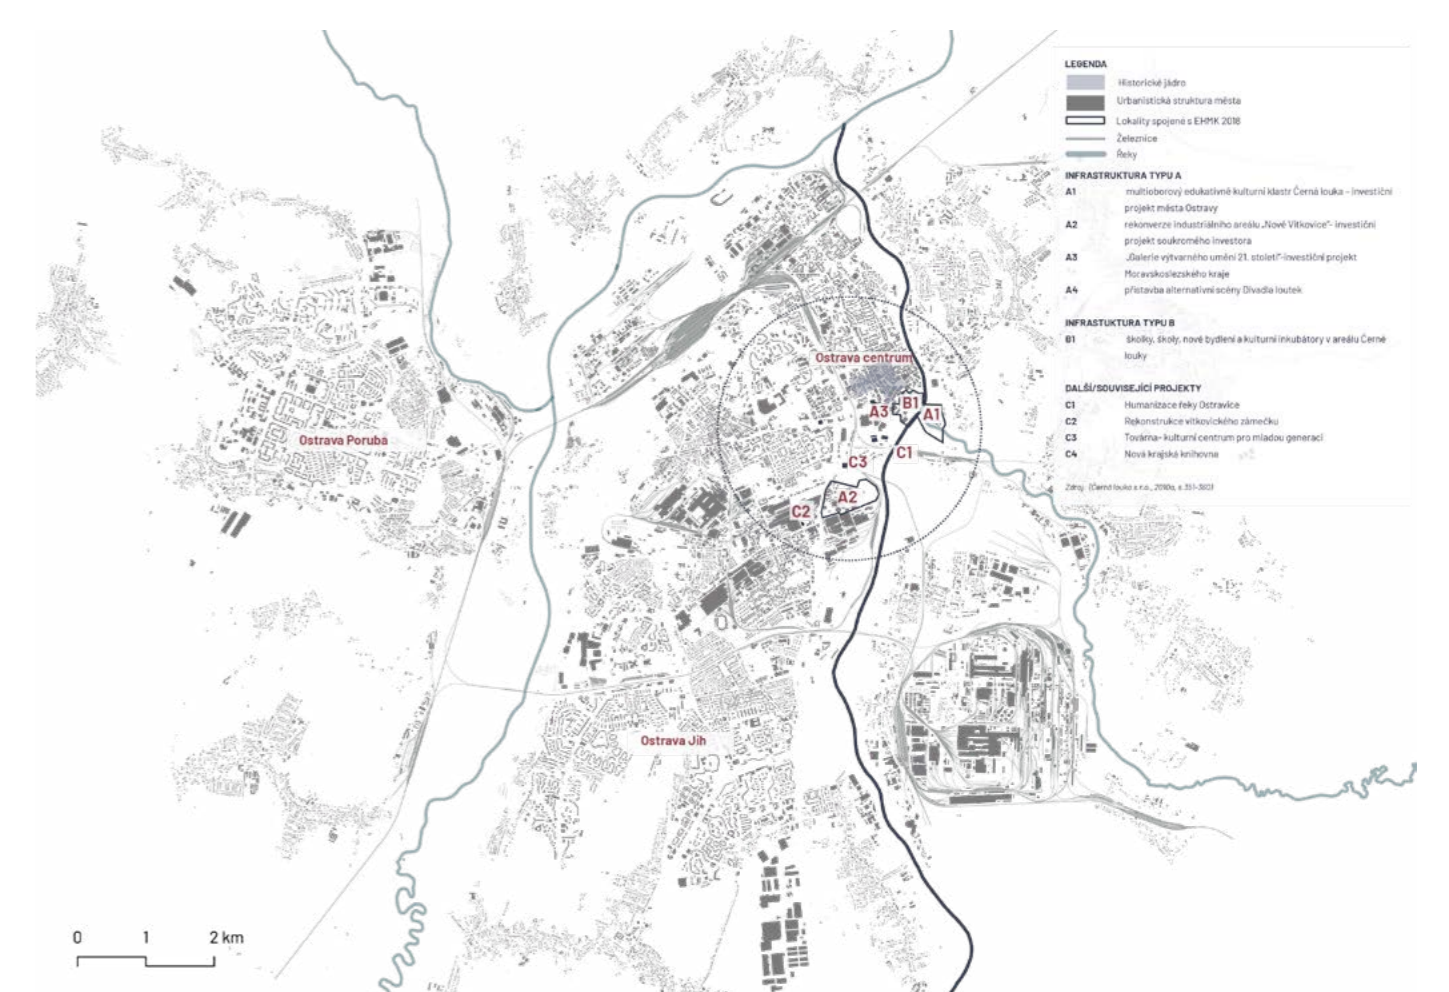 LEGENDA
Historické jádro
Urbanistická struktura města
Lokality spojené s EHMK 2018
Železnice
Řeky
INFRASTRUKTURA TYPU A
A1 multioborový edukativně kulturní klastr Černá louka – investiční
projekt města Ostravy
A2 rekonverze industriálního areálu „Nové Vítkovice"- investiční
projekt soukromého investora
A3 „Galerie výtvarného umění 21. století"-investiční projekt
Moravskoslezského kraje
A4 přístavba alternativní scény Divadla loutek
INFRASTUKTURA TYPU B
B1 školky, školy, nové bydlení a kulturní inkubátory v areálu Černé
louky
DALŠÍ/SOUVISEJÍCÍ PROJEKTY
C1 Humanizace řeky Ostravice
C2 Rekonstrukce vítkovického zámečku
C3 Továrna- kulturní centrum pro mladou generaci
C4 Nová krajská knihovna
Zdroj: (Černá louka s.r.o., 2010a, s.
Ostrava centrum
B1
A3
A1
C1
C3
A2
C2
Ostrava Poruba
Ostrava Jih
0 1 2 km